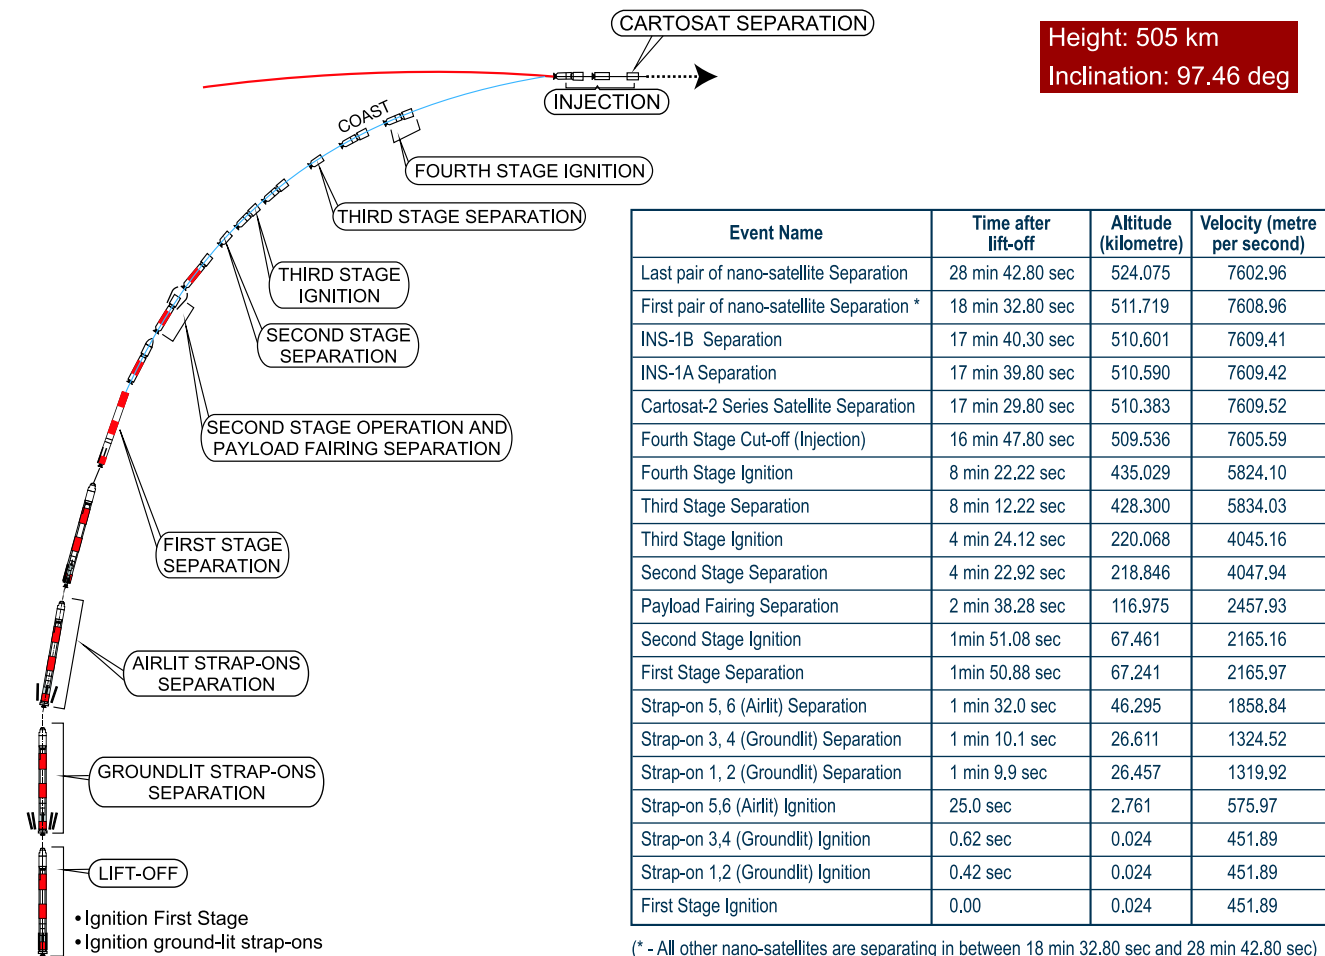 CARTOSAT SEPARATION
Height: 505 km
Inclination: 97.46 deg
INJECTION
COAST
FOURTH STAGE IGNITION
THIRD STAGE SEPARATION
THIRD STAGE
IGNITION
SECOND STAGE
SEPARATION
SECOND STAGE OPERATION AND
PAYLOAD FAIRING SEPARATION
FIRST STAGE
SEPARATION
AIRLIT STRAP-ONS
SEPARATION
GROUNDLIT STRAP-ONS
SEPARATION
LIFT-OFF
• Ignition First Stage
• Ignition ground-lit strap-ons
Event Name Time after lift-off Altitude (kilometre) Velocity (metre per second)
Last pair of nano-satellite Separation 28 min 42.80 sec 524.075 7602.96
First pair of nano-satellite Separation * 18 min 32.80 sec 511.719 7608.96
INS-1B Separation 17 min 40.30 sec 510.601 7609.41
INS-1A Separation 17 min 39.80 sec 510.590 7609.42
Cartosat-2 Series Satellite Separation 17 min 29.80 sec 510.383 7609.52
Fourth Stage Cut-off (Injection) 16 min 47.80 sec 509.536 7605.59
Fourth Stage Ignition 8 min 22.22 sec 435.029 5824.10
Third Stage Separation 8 min 12.22 sec 428.300 5834.03
Third Stage Ignition 4 min 24.12 sec 220.068 4045.16
Second Stage Separation 4 min 22.92 sec 218.846 4047.94
Payload Fairing Separation 2 min 38.28 sec 116.975 2457.93
Second Stage Ignition 1min 51.08 sec 67.461 2165.16
First Stage Separation 1min 50.88 sec 67.241 2165.97
Strap-on 5, 6 (Airlit) Separation 1 min 32.0 sec 46.295 1858.84
Strap-on 3, 4 (Groundlit) Separation 1 min 10.1 sec 26.611 1324.52
Strap-on 1, 2 (Groundlit) Separation 1 min 9.9 sec 26.457 1319.92
Strap-on 5,6 (Airlit) Ignition 25.0 sec 2.761 575.97
Strap-on 3,4 (Groundlit) Ignition 0.62 sec 0.024 451.89
Strap-on 1,2 (Groundlit) Ignition 0.42 sec 0.024 451.89
First Stage Ignition 0.00 0.024 451.89
(* - All other nano-satellites are separating in between 18 min 32.80 sec and 28 min 42.80 sec)